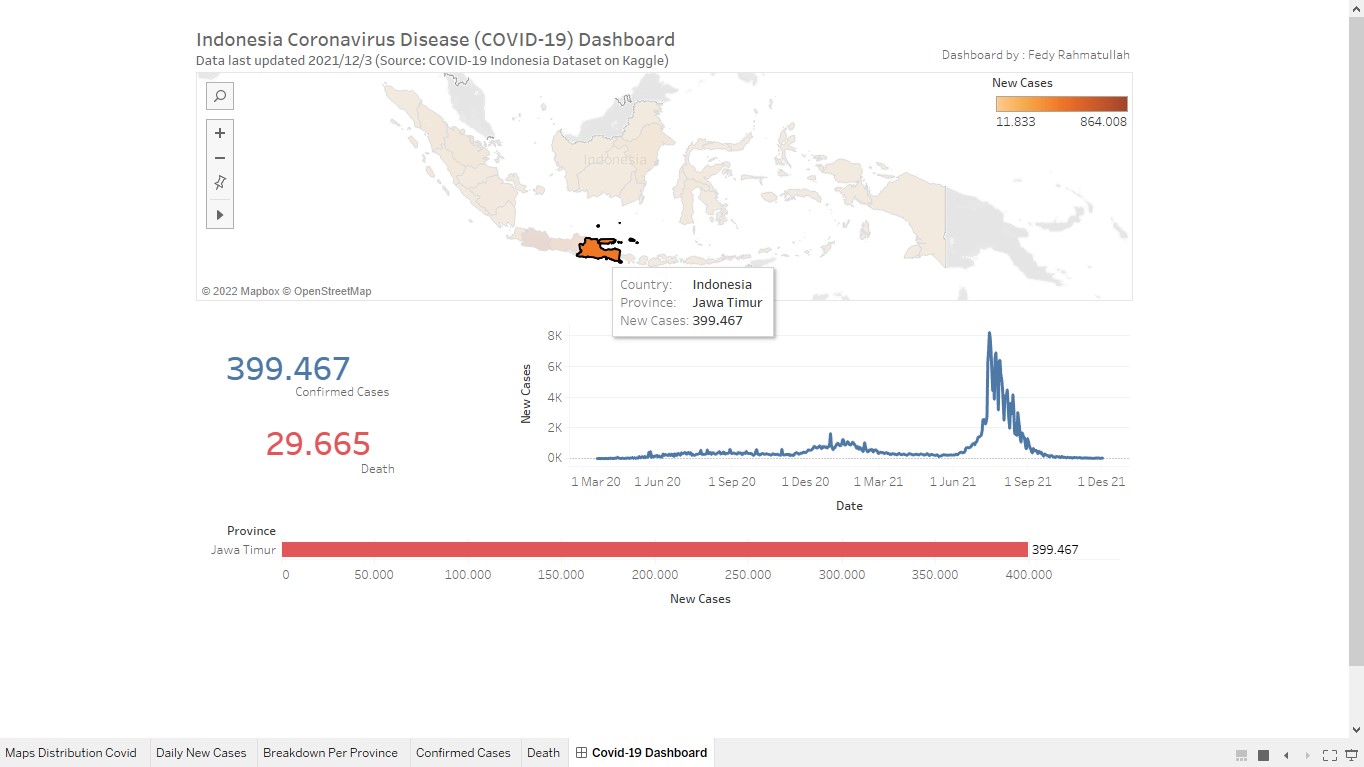 Indonesia Coronavirus Disease (COVID-19) Dashboard
Data last updated 2021/12/3 (Source: COVID-19 Indonesia Dataset on Kaggle)
Dashboard by : Fedy Rahmatullah
New Cases
11.833 864.008
Indonesia
© 2022 Mapbox © OpenStreetMap
Country: Indonesia
Province: Jawa Timur
New Cases: 399.467
399.467
Confirmed Cases
29.665
Death
New Cases
8K
6K
4K
2K
0K
1 Mar 20 1 Jun 20 1 Sep 20 1 Des 20 1 Mar 21 1 Jun 21 1 Sep 21 1 Des 21
Date
Province
Jawa Timur 399.467
0 50.000 100.000 150.000 200.000 250.000 300.000 350.000 400.000
New Cases
Maps Distribution Covid Daily New Cases Breakdown Per Province Confirmed Cases Death Covid-19 Dashboard